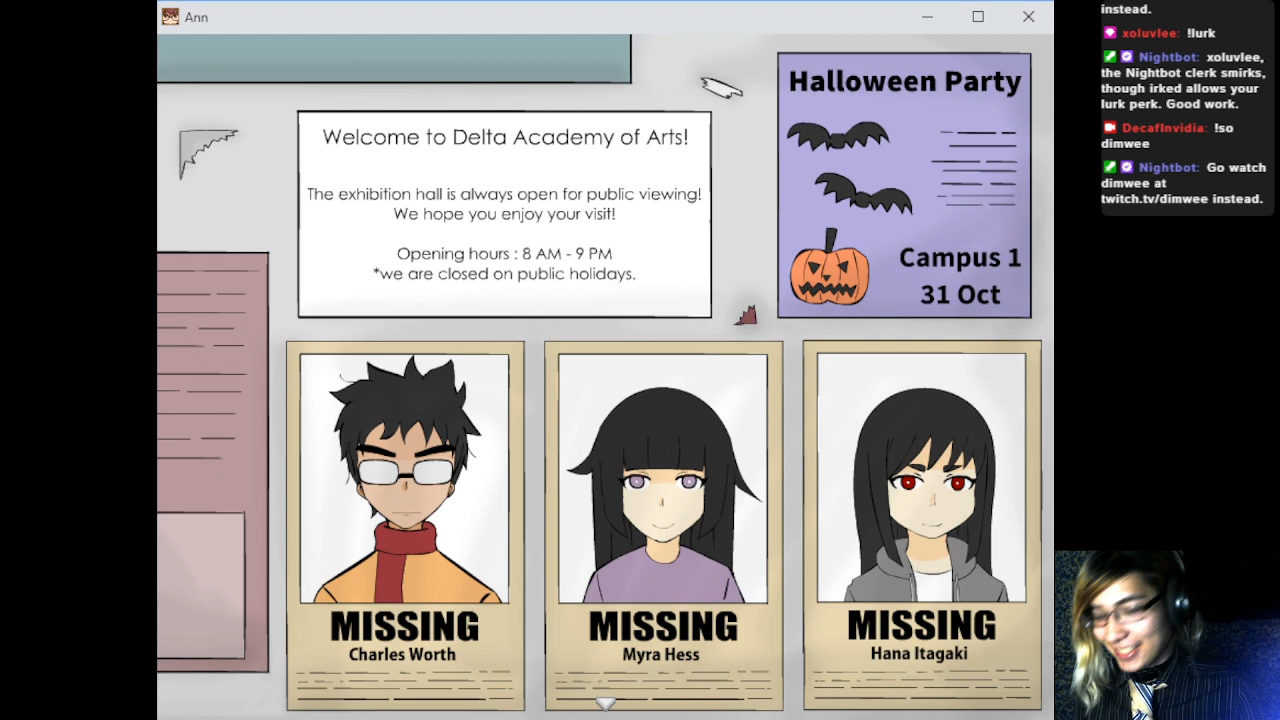 Ann
Welcome to Delta Academy of Arts!
The exhibition hall is always open for public viewing!
We hope you enjoy your visit!
Opening hours : 8 AM - 9 PM
*we are closed on public holidays.
Halloween Party
Campus 1
31 Oct
MISSING
Charles Worth
MISSING
Myra Hess
MISSING
Hana Itagaki
instead.
xoluvlee: !lurk
Nightbot: xoluvlee,
the Nightbot clerk smirks,
though irked allows your
lurk perk. Good work.
DecafInvidia: !so
dimwee
Nightbot: Go watch
dimwee at
twitch.tv/dimwee instead.